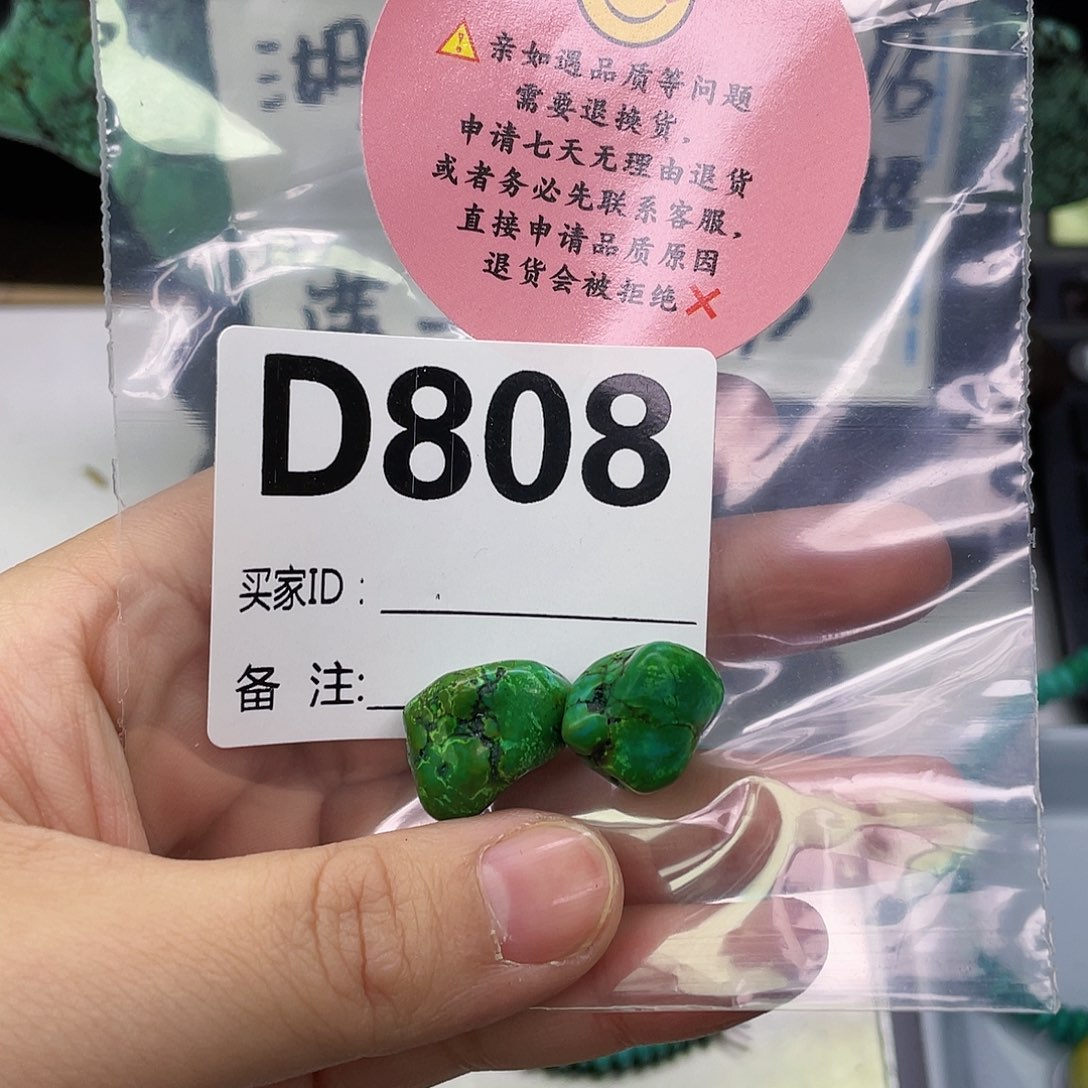 亲如遇品质等问题
需要退换货,
申请七天无理由退货
或者务必先联系客服,
直接申请品质原因
退货会被拒绝
D808
买家ID:
备 注: